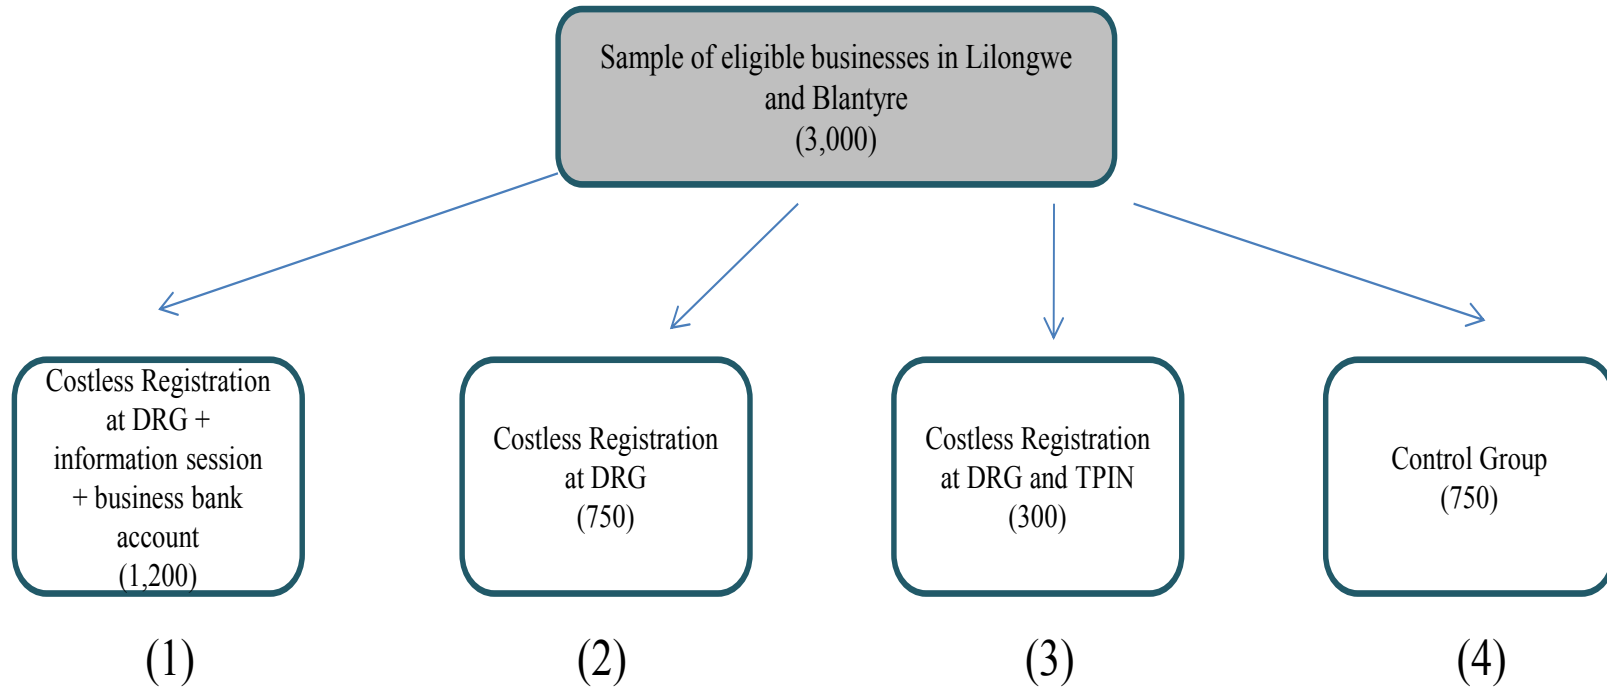 Sample of eligible businesses in Lilongwe
and Blantyre
(3,000)
Costless Registration
at DRG +
information session
+ business bank
account
(1,200)
Costless Registration
at DRG
(750)
Costless Registration
at DRG and TPIN
(300)
Control Group
(750)
(1)
(2)
(3)
(4)